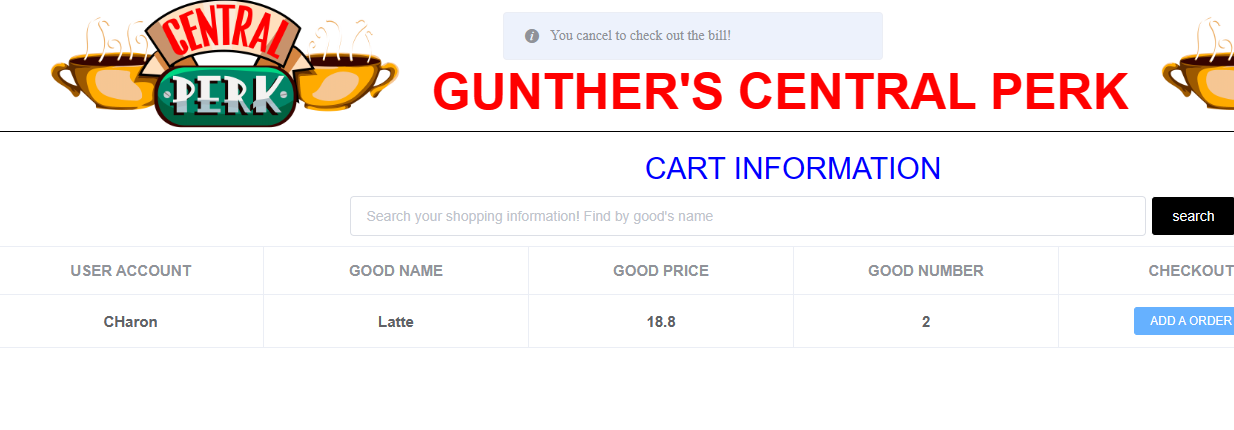 CENTRAL
PERK
You cancel to check out the bill!
GUNTHER'S CENTRAL PERK
CART INFORMATION
Search your shopping information! Find by good's name
search
USER ACCOUNT GOOD NAME GOOD PRICE GOOD NUMBER CHECKOUT
CHaron Latte 18.8 2 ADD A ORDER